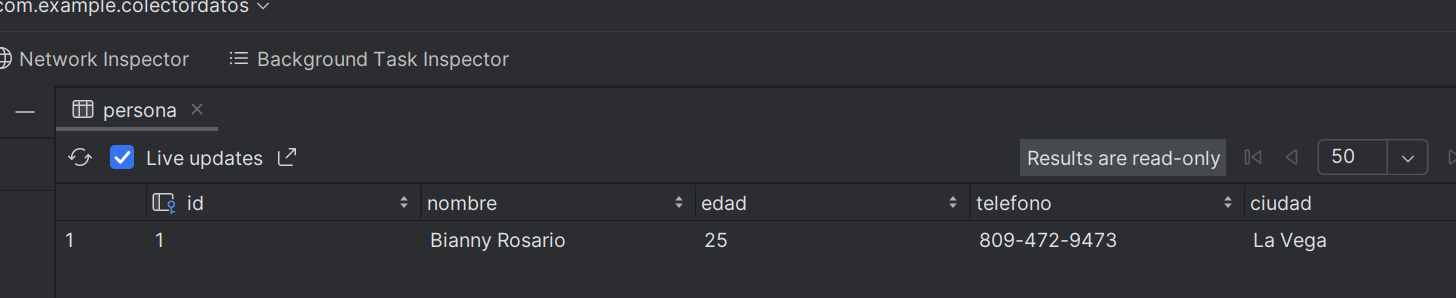 com.example.colectordatos
Network Inspector Background Task Inspector
persona
Live updates Results are read-only 50
id nombre edad telefono ciudad
1 1 Bianny Rosario 25 809-472-9473 La Vega